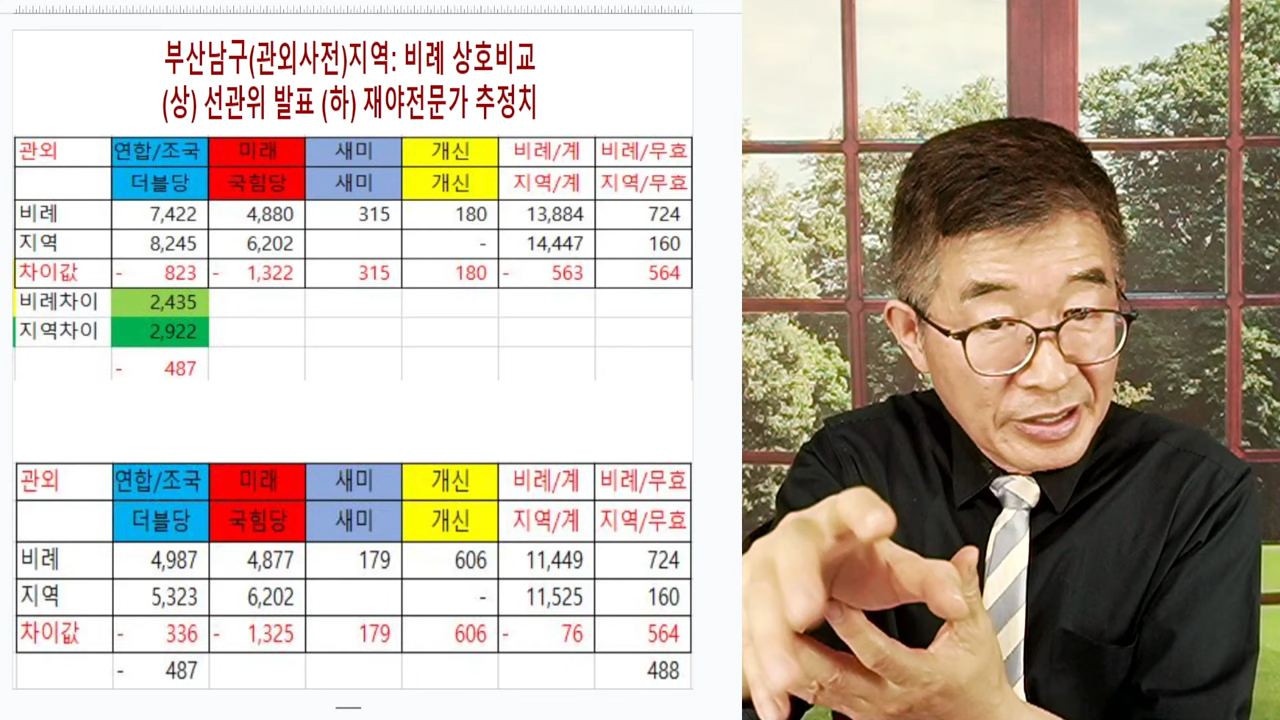 부산남구(관외사전)지역: 비례 상호비교
(상) 선관위 발표 (하) 재야전문가 추정치
관외 연합/조국 미래 새미 개신 비례/계 비례/무효
더블당 국힘당 새미 개신 지역/계 지역/무효
비례 7,422 4,880 315 180 13,884 724
지역 8,245 6,202 - 14,447 160
차이값 - 823 - 1,322 315 180 - 563 564
비례차이 2,435
지역차이 2,922
- 487
관외 연합/조국 미래 새미 개신 비례/계 비례/무효
더블당 국힘당 새미 개신 지역/계 지역/무효
비례 4,987 4,877 179 606 11,449 724
지역 5,323 6,202 - 11,525 160
차이값 - 336 - 1,325 179 606 - 76 564
- 487 488